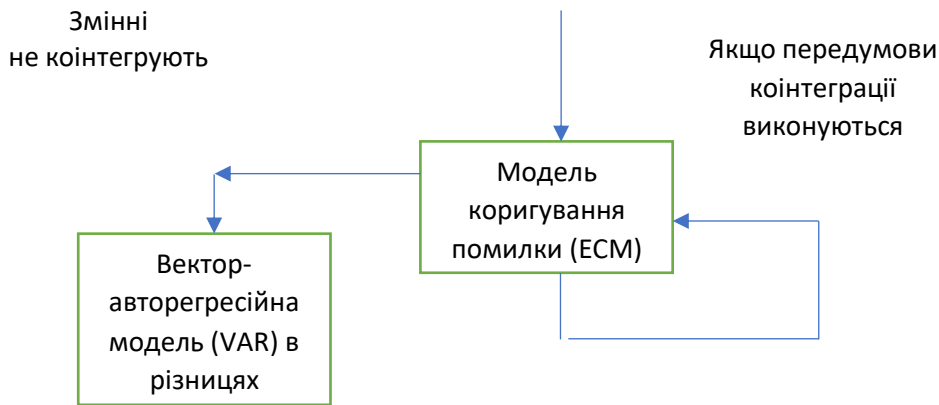 Змінні
не коінтегрують
Якщо передумови
коінтеграції
виконуються
Модель
коригування
помилки (ECM)
Вектор-
авторегресійна
модель (VAR) в
різницях